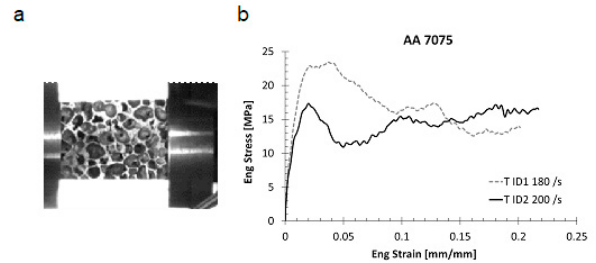 a
b
AA 7075
Eng Stress [MPa]
25
20
15
10
5
0
0
0.05
0.1
0.15
0.2
0.25
Eng Strain [mm/mm]
T ID1 180 /s
T ID2 200 /s